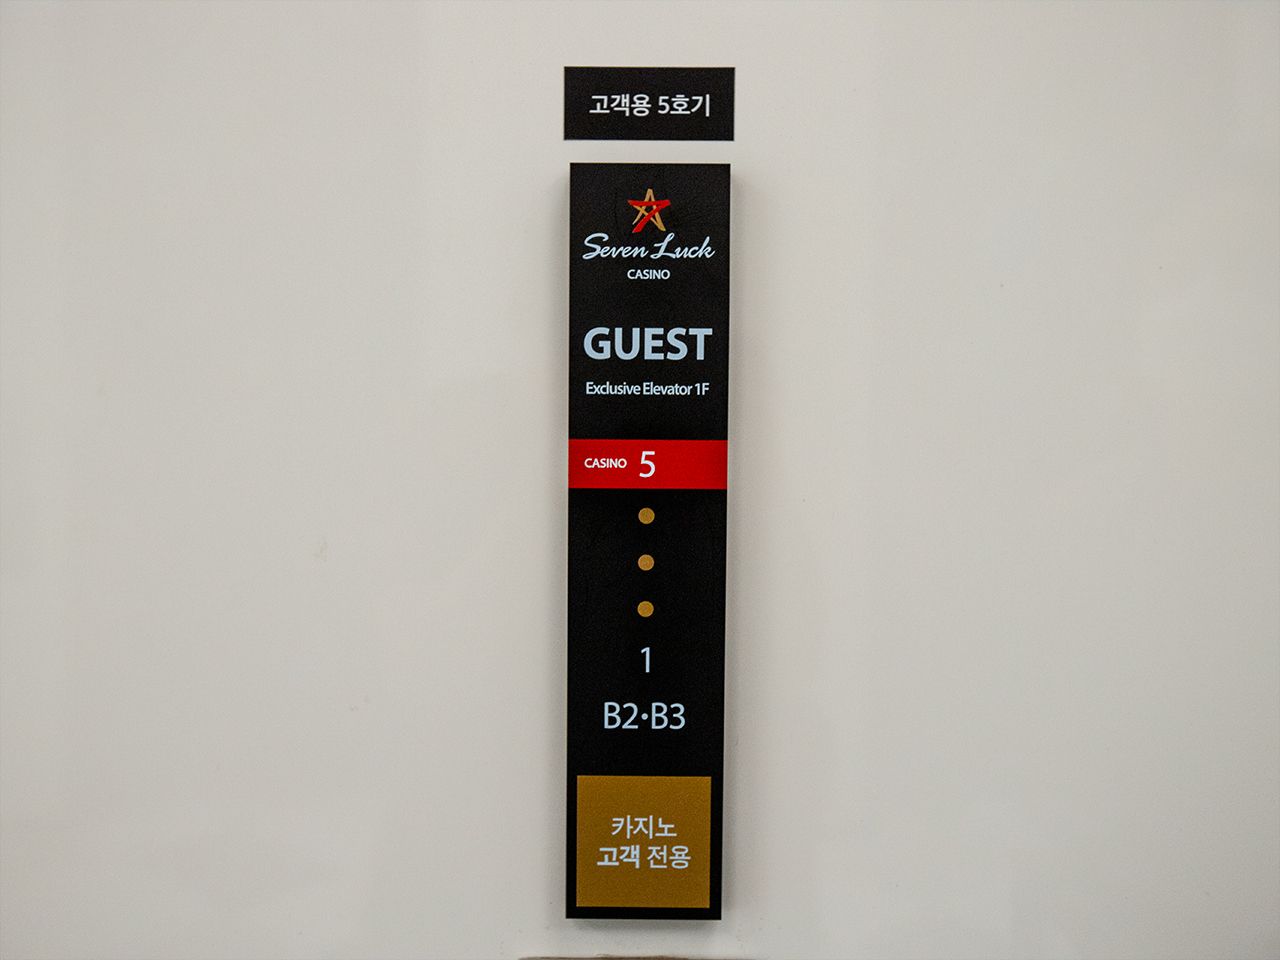 고객용 5호기
Seven Luck
CASINO
GUEST
Exclusive Elevator 1F
CASINO 5
1
B2·B3
카지노
고객 전용